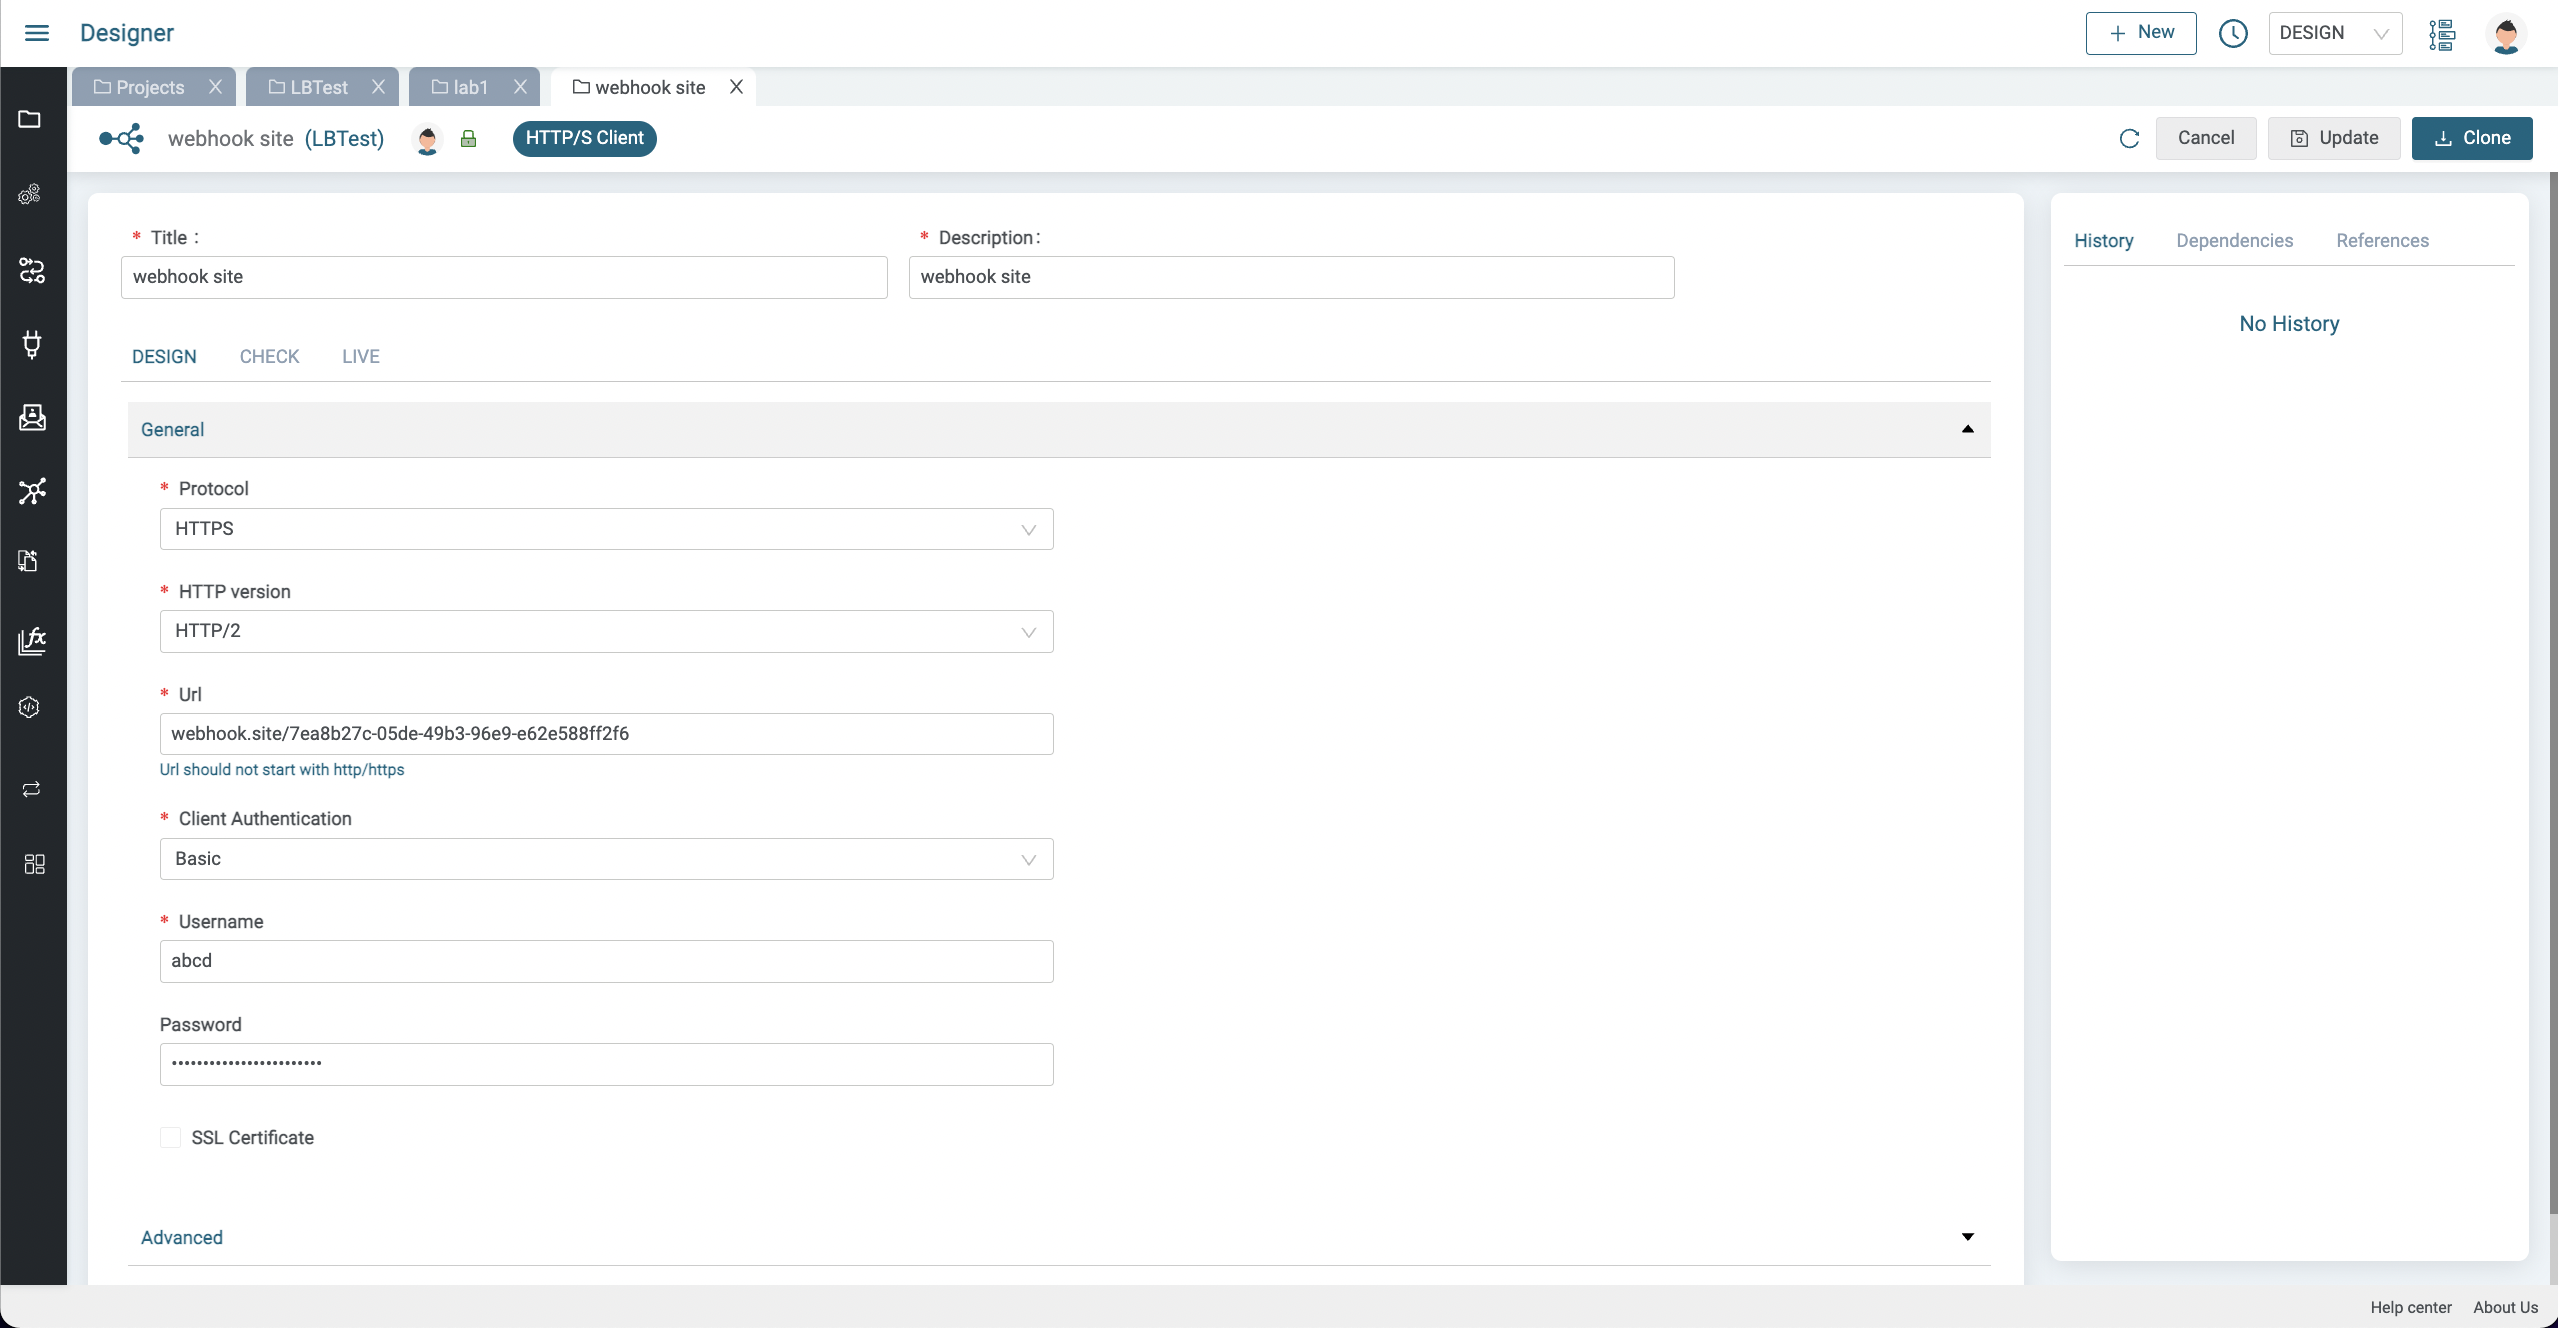 Designer
New
DESIGN
Projects
LBTest
lab1
webhook site
webhook site (LBTest)
HTTP/S Client
Cancel
Update
Clone
* Title :
* Description :
webhook site
webhook site
DESIGN
CHECK
LIVE
General
* Protocol
HTTPS
* HTTP version
HTTP/2
* Url
webhook.site/7ea8b27c-05de-49b3-96e9-e62e588ff2f6
Url should not start with http/https
* Client Authentication
Basic
* Username
abcd
Password
SSL Certificate
Advanced
History
Dependencies
References
No History
Help center
About Us